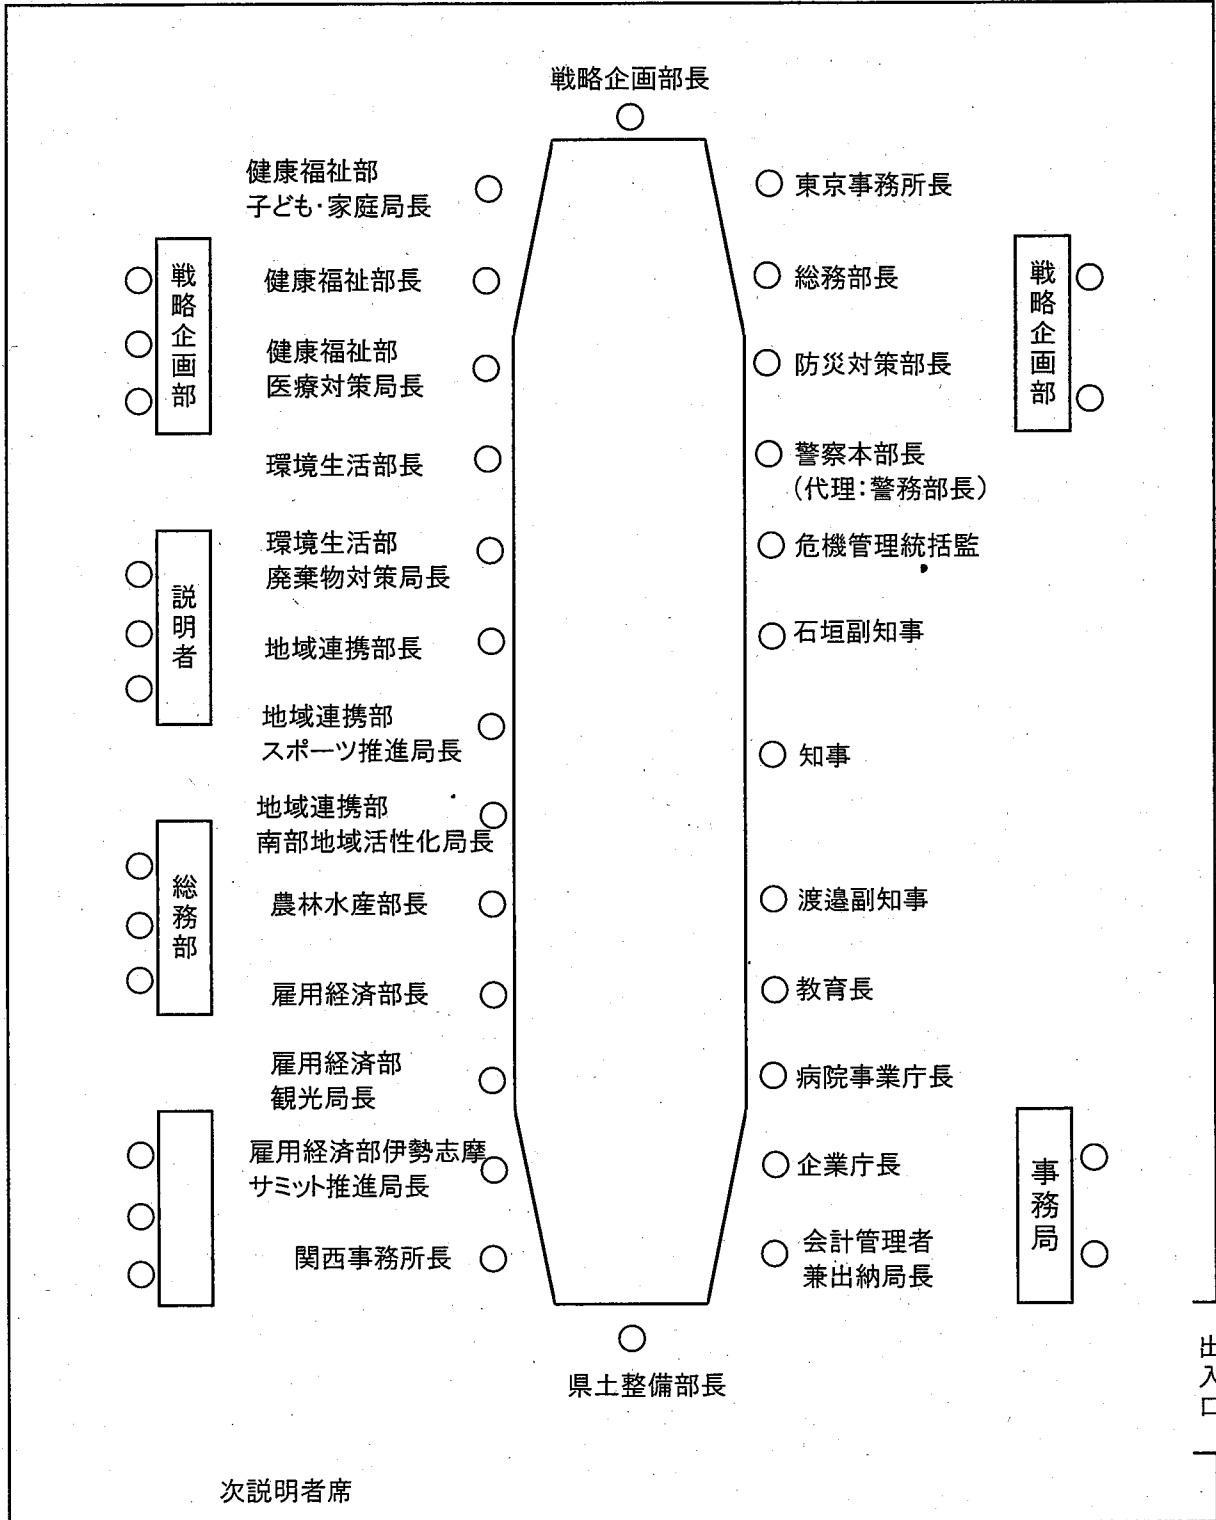 戦略企画部長
健康福祉部
子ども・家庭局長
東京事務所長
戦略企画部
健康福祉部長
総務部長
戦略企画部
健康福祉部
医療対策局長
防災対策部長
環境生活部長
警察本部長
(代理:警務部長)
説明者
環境生活部
廃棄物対策局長
危機管理統括監
地域連携部長
石垣副知事
地域連携部
スポーツ推進局長
知事
地域連携部
南部地域活性化局長
総務部
農林水産部長
渡邉副知事
雇用経済部長
教育長
雇用経済部
観光局長
病院事業庁長
雇用経済部伊勢志摩
サミット推進局長
企業庁長
事務局
関西事務所長
会計管理者
兼出納局長
県土整備部長
出入口
次説明者席